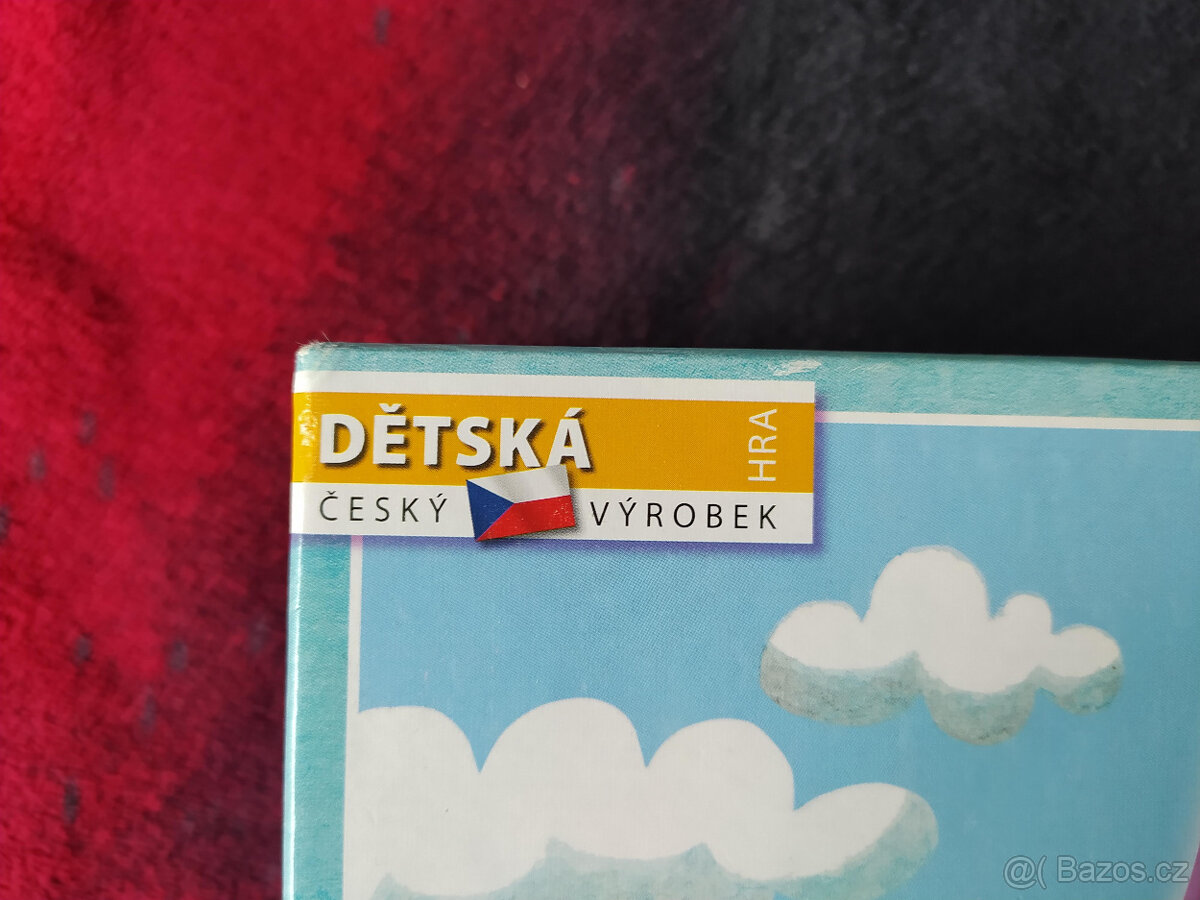 DĚTSKÁ HRA
ČESKÝ VÝROBEK
@( Bazos.cz